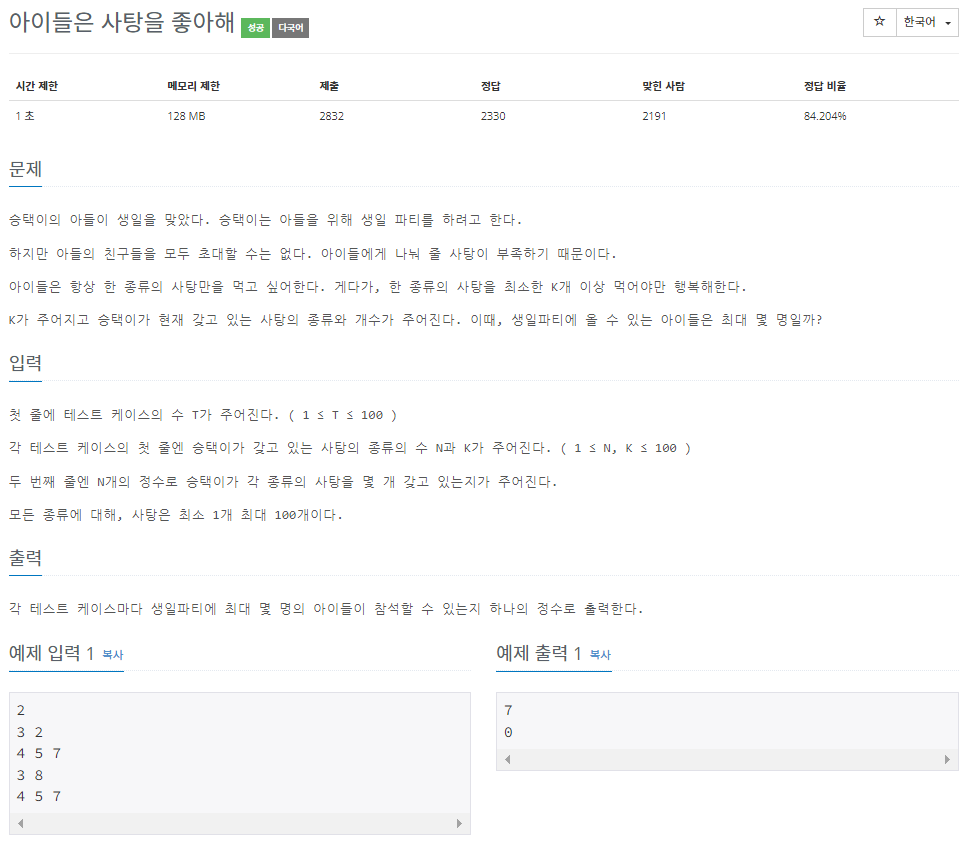 아이들은 사탕을 좋아해 성공 다국어
☆ 한국어
시간 제한 메모리 제한 제출 정답 맞힌 사람 정답 비율
1 초 128 MB 2832 2330 2191 84.204%
문제
승택이의 아들이 생일을 맞았다. 승택이는 아들을 위해 생일 파티를 하려고 한다.
하지만 아들의 친구들을 모두 초대할 수는 없다. 아이들에게 나눠 줄 사탕이 부족하기 때문이다.
아이들은 항상 한 종류의 사탕만을 먹고 싶어한다. 게다가, 한 종류의 사탕을 최소한 K개 이상 먹어야만 행복해한다.
K가 주어지고 승택이가 현재 갖고 있는 사탕의 종류와 개수가 주어진다. 이때, 생일파티에 올 수 있는 아이들은 최대 몇 명일까?
입력
첫 줄에 테스트 케이스의 수 T가 주어진다. ( 1 ≤ T ≤ 100 )
각 테스트 케이스의 첫 줄엔 승택이가 갖고 있는 사탕의 종류의 수 N과 K가 주어진다. ( 1 ≤ N, K ≤ 100 )
두 번째 줄엔 N개의 정수로 승택이가 각 종류의 사탕을 몇 개 갖고 있는지가 주어진다.
모든 종류에 대해, 사탕은 최소 1개 최대 100개이다.
출력
각 테스트 케이스마다 생일파티에 최대 몇 명의 아이들이 참석할 수 있는지 하나의 정수로 출력한다.
예제 입력 1 복사
2
3 2
4 5 7
3 8
4 5 7
예제 출력 1 복사
7
0